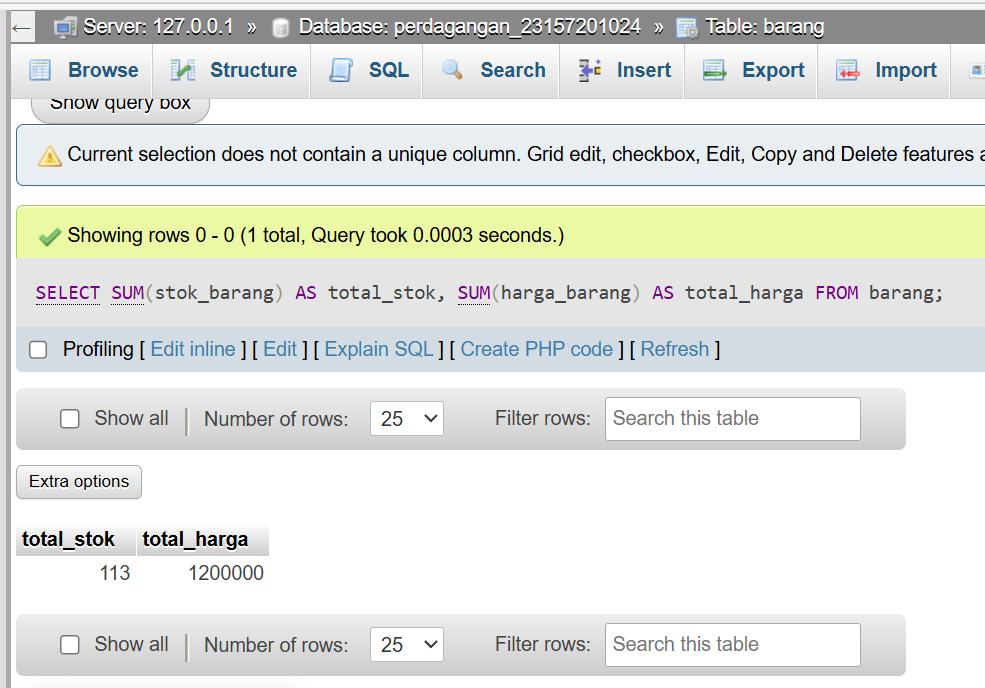 ← Server: 127.0.0.1 » Database: perdagangan_23157201024 » Table: barang
Browse Structure SQL Search Insert Export Import
Show query box
Current selection does not contain a unique column. Grid edit, checkbox, Edit, Copy and Delete features a
Showing rows 0 - 0 (1 total, Query took 0.0003 seconds.)
SELECT SUM(stok_barang) AS total_stok, SUM(harga_barang) AS total_harga FROM barang;
Profiling [ Edit inline ] [ Edit ] [ Explain SQL ] [ Create PHP code ] [ Refresh ]
Show all | Number of rows: 25 Filter rows: Search this table
Extra options
total_stok total_harga
113 1200000
Show all | Number of rows: 25 Filter rows: Search this table